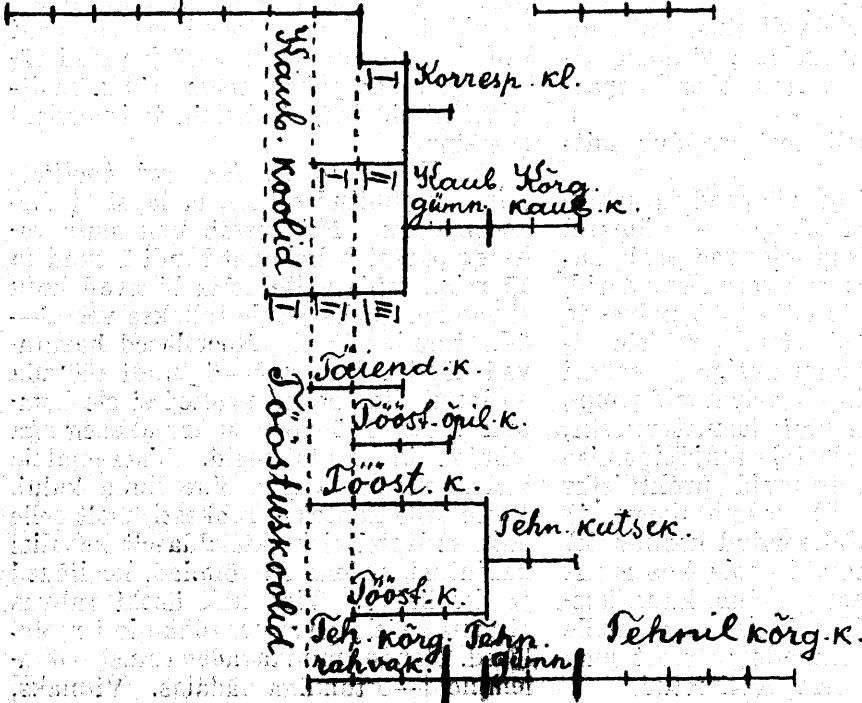 Kaub. koolid
I
Korresp. kl.
I II
Kaub. Kõrg.
gümn. kaub. k.
I II III
Tööstuskoolid
Täiend. k.
Tööst. õpil. k.
Tööst. k.
Tehn. kutsek.
Tööst. k.
Teh. kõrg. Tehn. Tehnil kõrg. k.
rahvak. gümn.